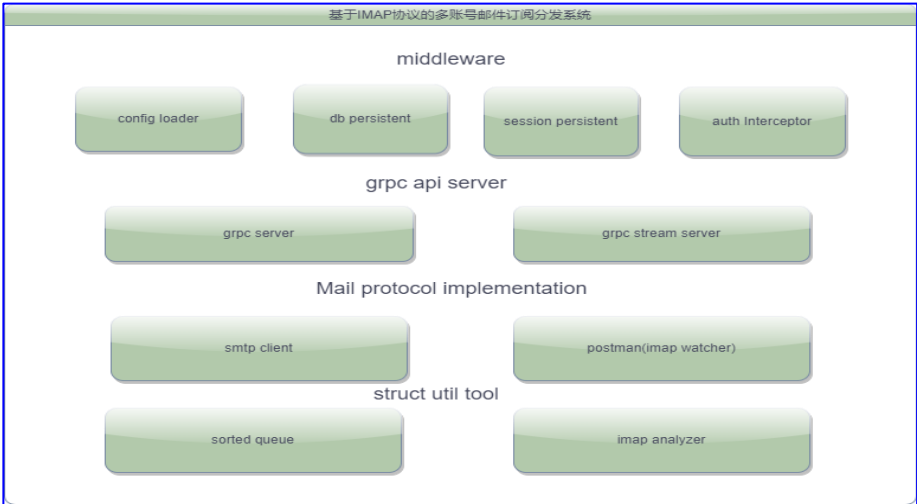 基于IMAP协议的多账号邮件订阅分发系统
middleware
config loader
db persistent
session persistent
auth Interceptor
grpc api server
grpc server
grpc stream server
Mail protocol implementation
smtp client
postman(imap watcher)
struct util tool
sorted queue
imap analyzer